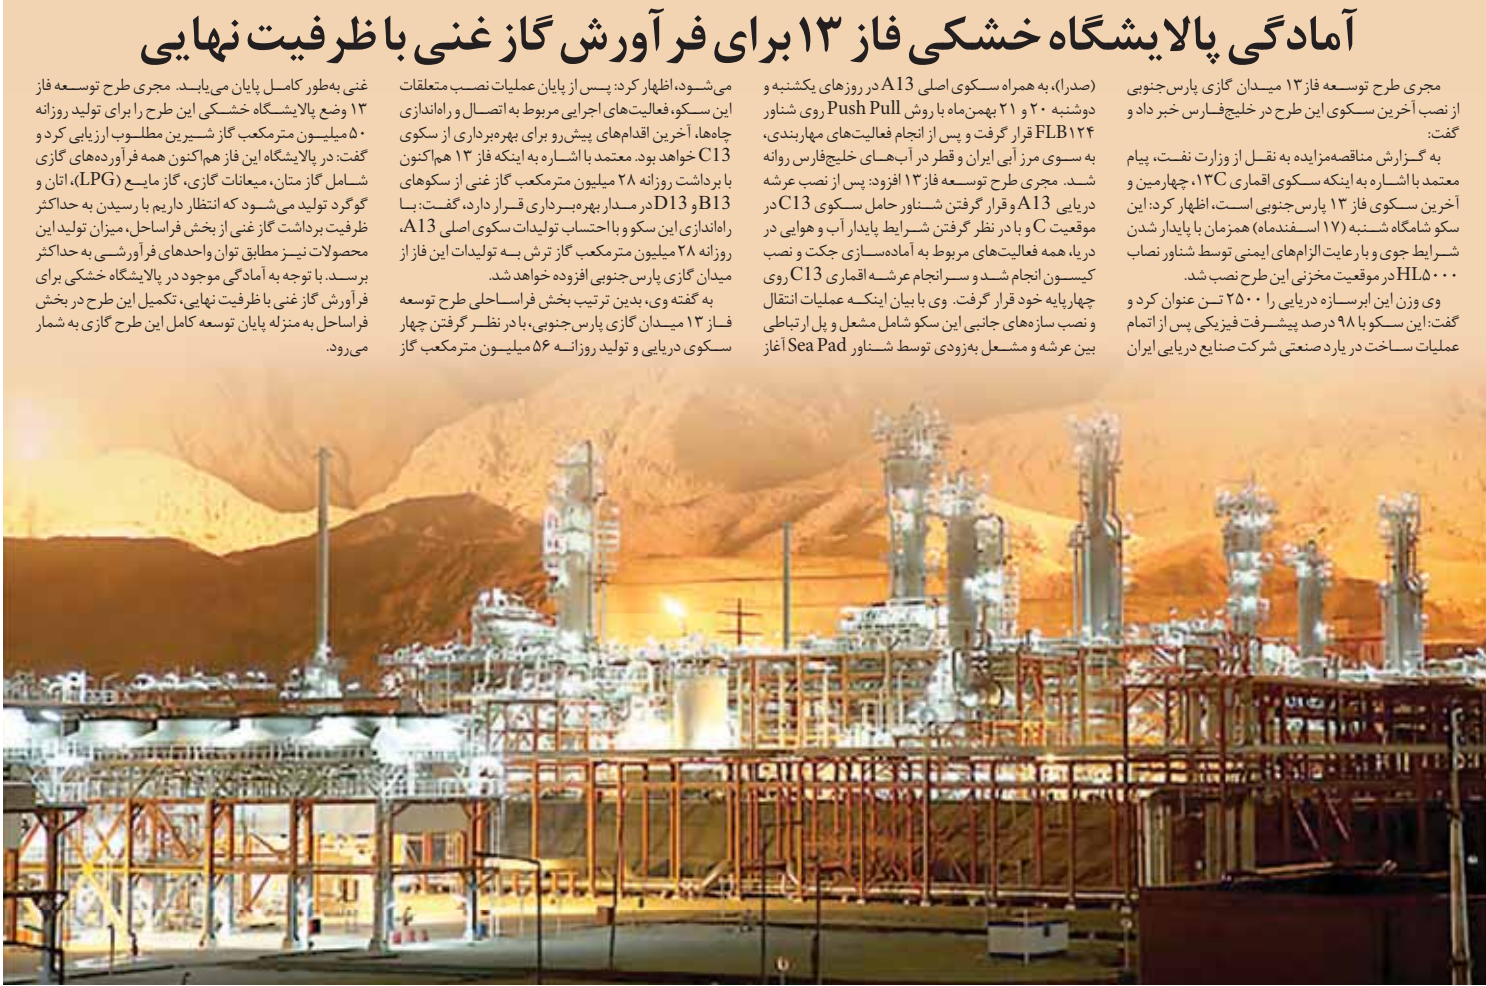 آمادگی پالایشگاه خشکی فاز ۱۳ برای فرآورش گاز غنی با ظرفیت نهایی
مجری طرح توسعه فاز ۱۳ میدان گازی پارس‌جنوبی
از نصب آخرین سکوی این طرح در خلیج‌فارس خبر داد و
گفت:
به گزارش مناقصه‌مزایده به نقل از وزارت نفت، پیام
معتمد با اشاره به اینکه سکوی اقماری ۱۳C، چهارمین و
آخرین سکوی فاز ۱۳ پارس‌جنوبی است، اظهار کرد: این
سکو شامگاه شنبه (۱۷ اسفندماه) همزمان با پایدار شدن
شرایط جوی و با رعایت الزام‌های ایمنی توسط شناور نصاب
HL۵۰۰۰ در موقعیت مخزنی این طرح نصب شد.
وی وزن این ابرسازه دریایی را ۲۵۰۰ تن عنوان کرد و
گفت: این سکو با ۹۸ درصد پیشرفت فیزیکی پس از اتمام
عملیات ساخت در یارد صنعتی شرکت صنایع دریایی ایران
(صدرا)، به همراه سکوی اصلی A13 در روزهای یکشنبه و
دوشنبه ۲۰ و ۲۱ بهمن‌ماه با روش Push Pull روی شناور
FLB۱۲۴ قرار گرفت و پس از انجام فعالیت‌های مهاربندی،
به سوی مرز آبی ایران و قطر در آب‌های خلیج‌فارس روانه
شد. مجری طرح توسعه فاز ۱۳ افزود: پس از نصب عرشه
دریایی A13 و قرار گرفتن شناور حامل سکوی C13 در
موقعیت C و با در نظر گرفتن شرایط پایدار آب و هوایی در
دریا، همه فعالیت‌های مربوط به آماده‌سازی جکت و نصب
کیسون انجام شد و سرانجام عرشه اقماری C13 روی
چهارپایه خود قرار گرفت. وی با بیان اینکه عملیات انتقال
و نصب سازه‌های جانبی این سکو شامل مشعل و پل ارتباطی
بین عرشه و مشعل به‌زودی توسط شناور Sea Pad آغاز
می‌شود، اظهار کرد: پس از پایان عملیات نصب متعلقات
این سکو، فعالیت‌های اجرایی مربوط به اتصال و راه‌اندازی
چاه‌ها، آخرین اقدام‌های پیش‌رو برای بهره‌برداری از سکوی
C13 خواهد بود. معتمد با اشاره به اینکه فاز ۱۳ هم‌اکنون
با برداشت روزانه ۲۸ میلیون مترمکعب گاز غنی از سکوهای
B13 و D13 در مدار بهره‌برداری قرار دارد، گفت: با
راه‌اندازی این سکو و با احتساب تولیدات سکوی اصلی A13،
روزانه ۲۸ میلیون مترمکعب گاز ترش به تولیدات این فاز از
میدان گازی پارس‌جنوبی افزوده خواهد شد.
به گفته وی، بدین ترتیب بخش فراساحلی طرح توسعه
فاز ۱۳ میدان گازی پارس‌جنوبی، با در نظر گرفتن چهار
سکوی دریایی و تولید روزانه ۵۶ میلیون مترمکعب گاز
غنی به‌طور کامل پایان می‌یابد. مجری طرح توسعه فاز
۱۳ وضع پالایشگاه خشکی این طرح را برای تولید روزانه
۵۰ میلیون مترمکعب گاز شیرین مطلوب ارزیابی کرد و
گفت: در پالایشگاه این فاز هم‌اکنون همه فرآورده‌های گازی
شامل گاز متان، میعانات گازی، گاز مایع (LPG)، اتان و
گوگرد تولید می‌شود که انتظار داریم با رسیدن به حداکثر
ظرفیت برداشت گاز غنی از بخش فراساحل، میزان تولید این
محصولات نیز مطابق توان واحدهای فرآورشی به حداکثر
برسد. با توجه به آمادگی موجود در پالایشگاه خشکی برای
فرآورش گاز غنی با ظرفیت نهایی، تکمیل این طرح در بخش
فراساحل به منزله پایان توسعه کامل این طرح گازی به شمار
می‌رود.